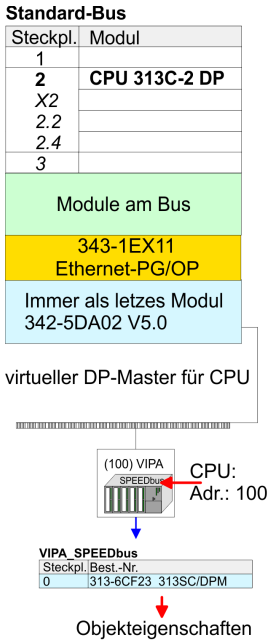 Standard-Bus
Steckpl. Modul
1
2 CPU 313C-2 DP
X2
2.2
2.4
3
Module am Bus
343-1EX11
Ethernet-PG/OP
Immer als letzes Modul
342-5DA02 V5.0
virtueller DP-Master für CPU
(100) VIPA
SPEEDbus
CPU:
Adr.: 100
VIPA_SPEEDbus
Steckpl. Best.-Nr.
0 313-6CF23 313SC/DPM
Objekteigenschaften